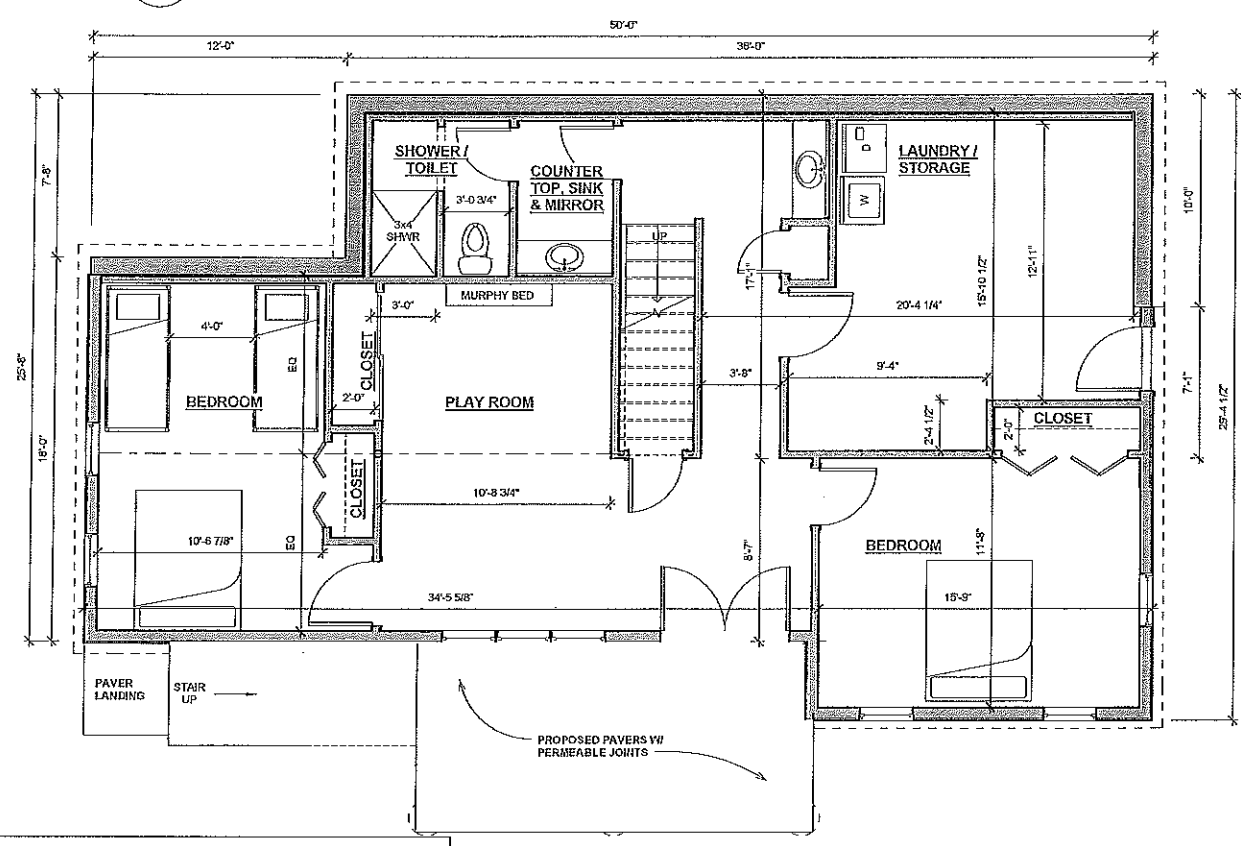 50'-0"
12'-0"
38'-0"
SHOWER /
TOILET
COUNTER
TOP, SINK
& MIRROR
LAUNDRY /
STORAGE
7'-8"
10'-0"
3'-0 3/4"
3x4
SHWR
W
UP
17'-1"
15'-10 1/2"
12'-11"
MURPHY BED
3'-0"
20'-4 1/4"
4'-0"
25'-8"
EQ
CLOSET
7'-1"
29'-4 1/2"
3'-8"
9'-4"
BEDROOM
2'-0"
PLAY ROOM
2'-4 1/2"
2'-0"
CLOSET
18'-0"
CLOSET
10'-8 3/4"
10'-6 7/8"
EQ
8'-7"
BEDROOM
11'-8"
34'-5 5/8"
15'-9"
PAVER
LANDING
STAIR
UP
PROPOSED PAVERS W/
PERMEABLE JOINTS